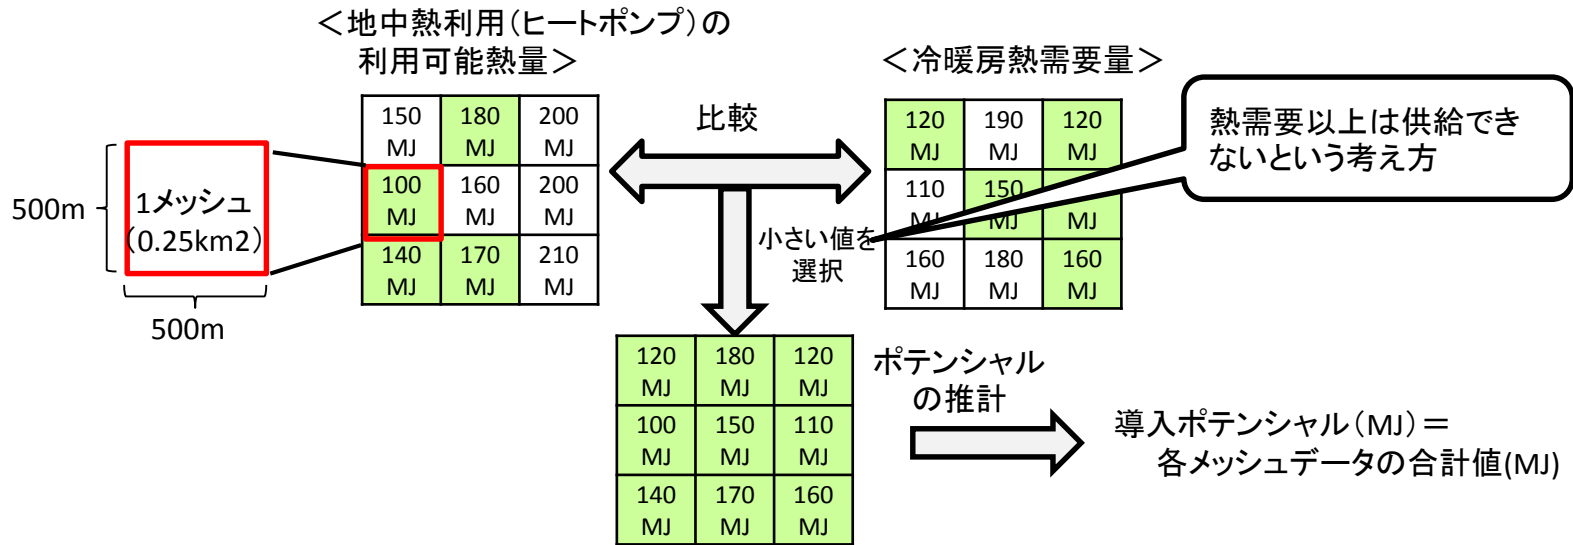 ＜地中熱利用（ヒートポンプ）の
利用可能熱量＞
＜冷暖房熱需要量＞
500m
1メッシュ
（0.25km2）
500m
150 MJ
180 MJ
200 MJ
100 MJ
160 MJ
200 MJ
140 MJ
170 MJ
210 MJ
比較
小さい値を
選択
120 MJ
190 MJ
120 MJ
110 MJ
150
160 MJ
180 MJ
160 MJ
熱需要以上は供給でき
ないという考え方
120 MJ
180 MJ
120 MJ
100 MJ
150 MJ
110 MJ
140 MJ
170 MJ
160 MJ
ポテンシャル
の推計
導入ポテンシャル（MJ）＝
各メッシュデータの合計値(MJ)